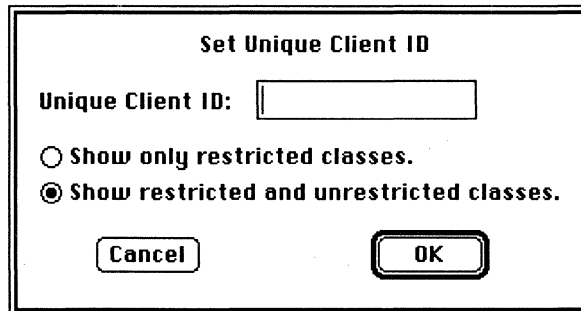 Set Unique Client ID
Unique Client ID:
Show only restricted classes.
Show restricted and unrestricted classes.
Cancel OK